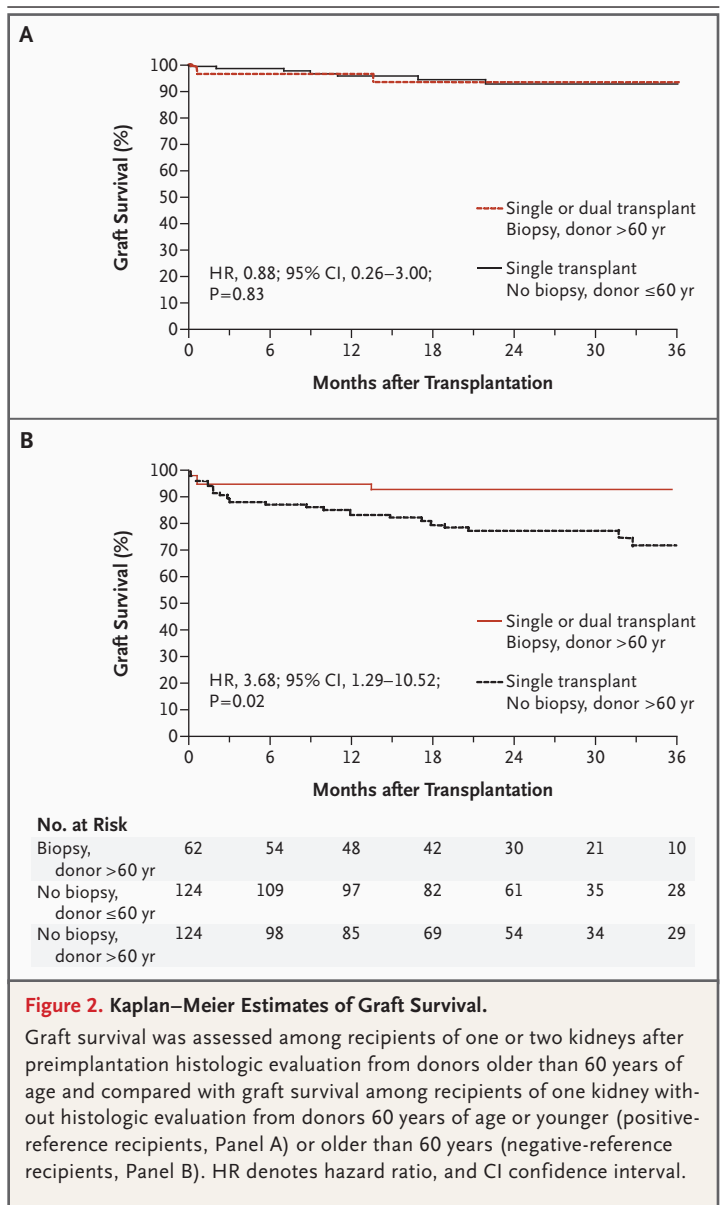 A
100
90
80
70
60
50
40
30
20
10
0
Graft Survival (%)
Single or dual transplant
Biopsy, donor >60 yr
Single transplant
No biopsy, donor ≤60 yr
HR, 0.88; 95% CI, 0.26–3.00;
P=0.83
0 6 12 18 24 30 36
Months after Transplantation
B
100
90
80
70
60
50
40
30
20
10
0
Graft Survival (%)
Single or dual transplant
Biopsy, donor >60 yr
Single transplant
No biopsy, donor >60 yr
HR, 3.68; 95% CI, 1.29–10.52;
P=0.02
0 6 12 18 24 30 36
Months after Transplantation
No. at Risk
Biopsy, 62 54 48 42 30 21 10
donor >60 yr
No biopsy, 124 109 97 82 61 35 28
donor ≤60 yr
No biopsy, 124 98 85 69 54 34 29
donor >60 yr
Figure 2. Kaplan–Meier Estimates of Graft Survival.
Graft survival was assessed among recipients of one or two kidneys after
preimplantation histologic evaluation from donors older than 60 years of
age and compared with graft survival among recipients of one kidney with-
out histologic evaluation from donors 60 years of age or younger (positive-
reference recipients, Panel A) or older than 60 years (negative-reference
recipients, Panel B). HR denotes hazard ratio, and CI confidence interval.